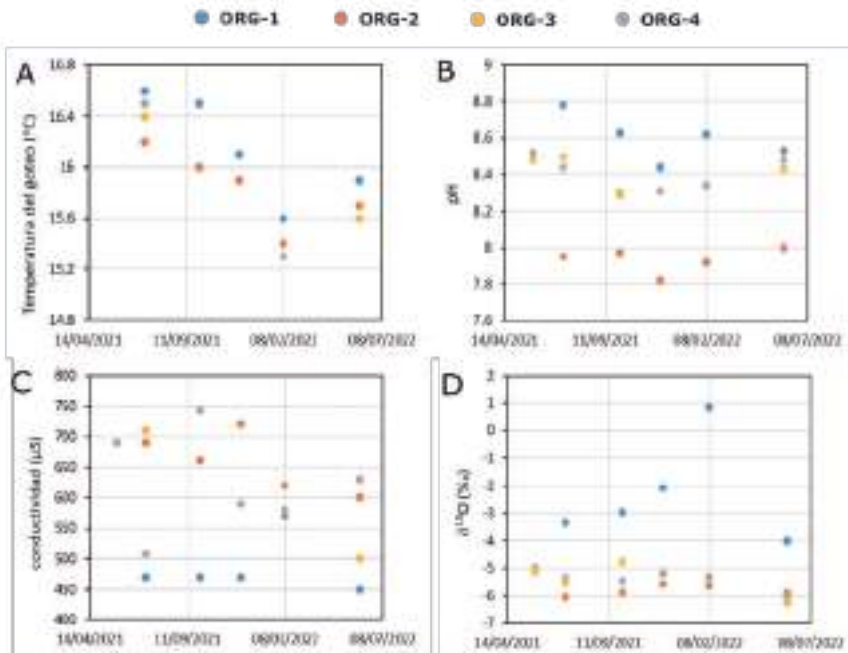 ORG-1 ORG-2 ORG-3 ORG-4
A
Temperatura del goteo (°C)
16.8
16.4
16
15.6
15.2
14.8
14/04/2021 11/09/2021 08/02/2022 08/07/2022
B
pH
9
8.8
8.6
8.4
8.2
8
7.8
7.6
14/04/2021 11/09/2021 08/02/2022 08/07/2022
C
conductividad (µS)
800
750
700
650
600
550
500
450
400
14/04/2021 11/09/2021 08/07/2022
D
δ¹⁸O (‰)
2
1
0
-1
-2
-3
-4
-5
-6
-7
14/04/2021 11/09/2021 08/02/2022 08/07/2022